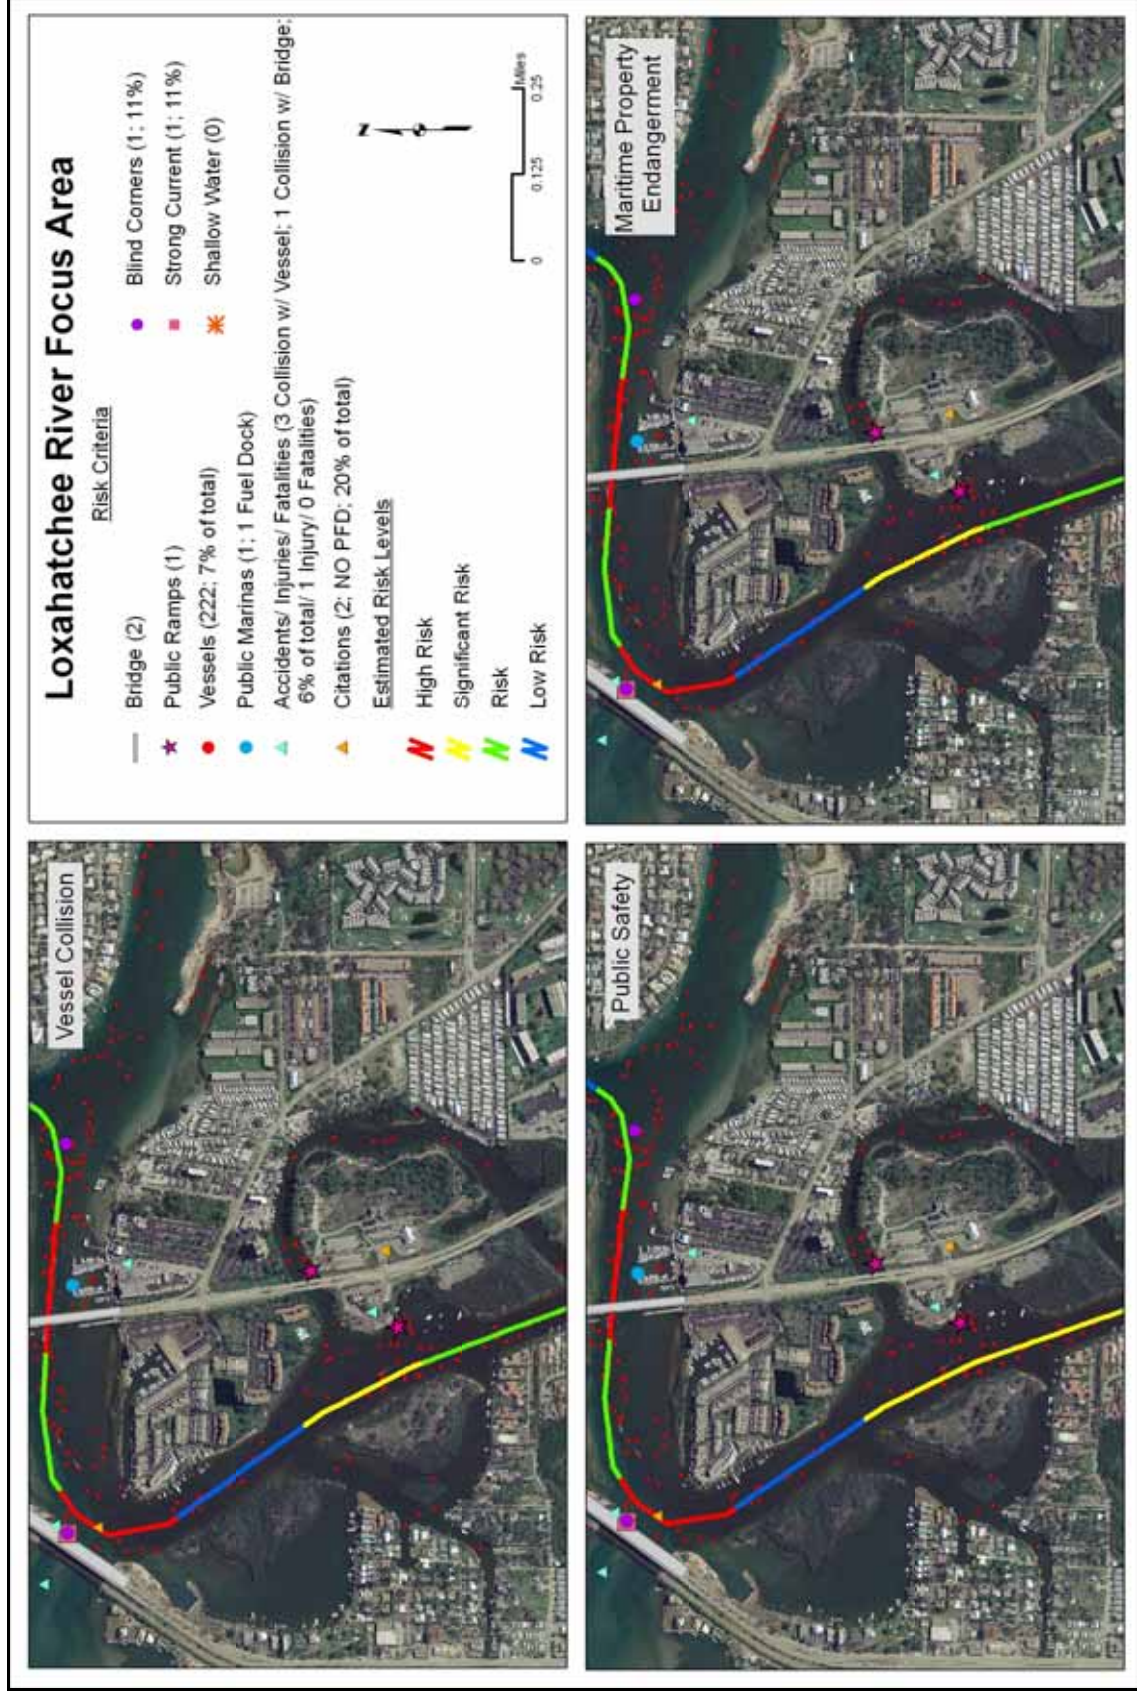 Loxahatchee River Focus Area
Risk Criteria
Bridge (2)
Public Ramps (1)
Vessels (222; 7% of total)
Public Marinas (1; 1 Fuel Dock)
Accidents/ Injuries/ Fatalities (3 Collision w/ Vessel; 1 Collision w/ Bridge;
6% of total/ 1 Injury/ 0 Fatalities)
Citations (2; NO PFD; 20% of total)
Blind Corners (1; 11%)
Strong Current (1; 11%)
Shallow Water (0)
Estimated Risk Levels
High Risk
Significant Risk
Risk
Low Risk
N
0 0.125 0.25
Miles
Vessel Collision
Public Safety
Maritime Property
Endangerment